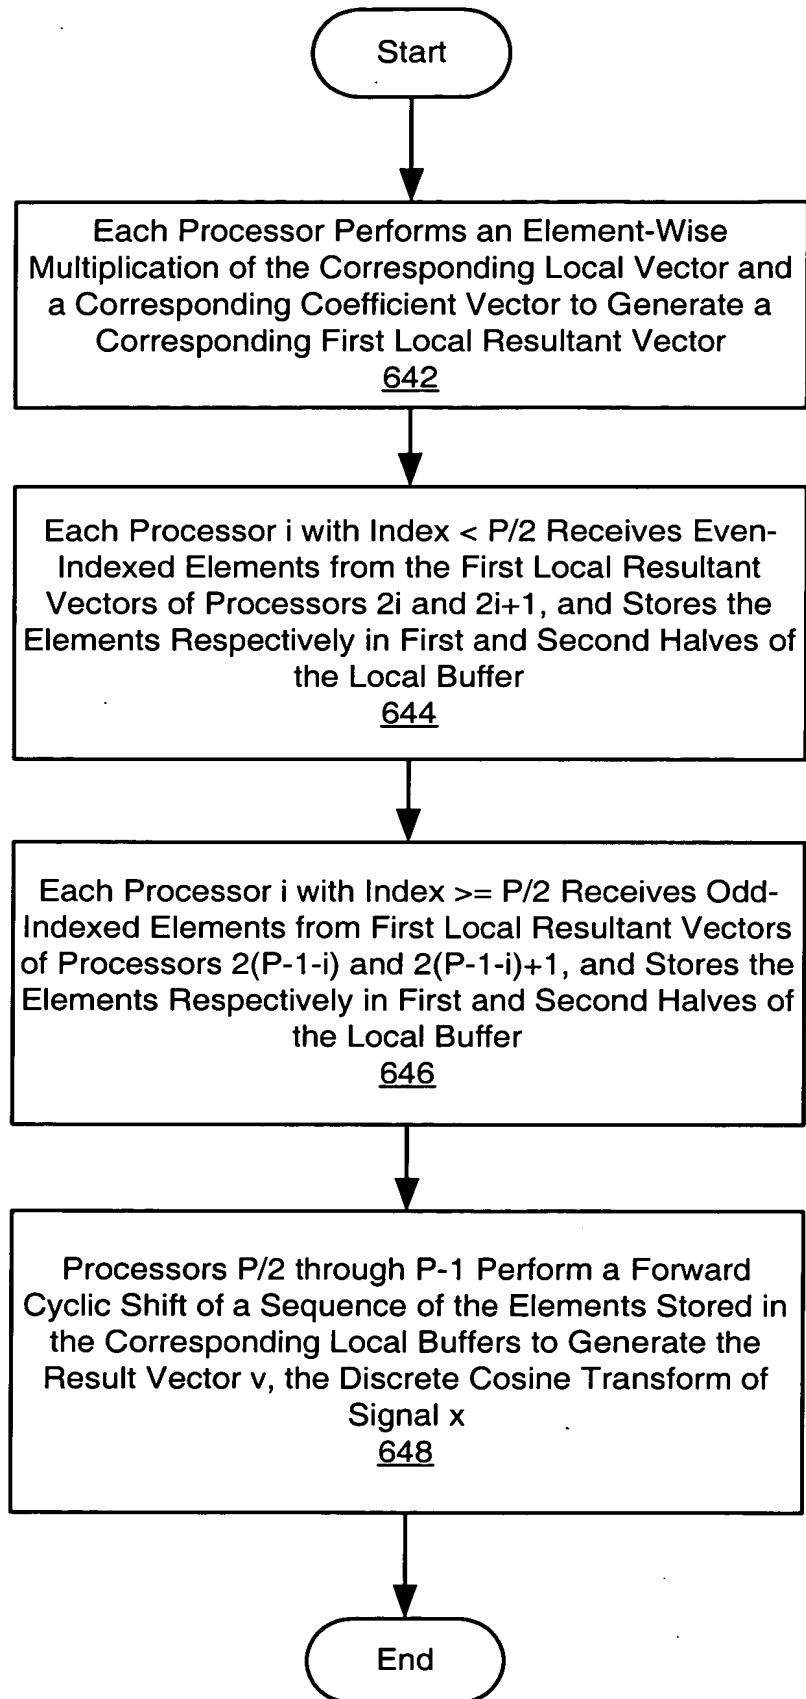 Start
Each Processor Performs an Element-Wise
Multiplication of the Corresponding Local Vector and
a Corresponding Coefficient Vector to Generate a
Corresponding First Local Resultant Vector
642
Each Processor i with Index < P/2 Receives Even-
Indexed Elements from the First Local Resultant
Vectors of Processors 2i and 2i+1, and Stores the
Elements Respectively in First and Second Halves of
the Local Buffer
644
Each Processor i with Index >= P/2 Receives Odd-
Indexed Elements from First Local Resultant Vectors
of Processors 2(P-1-i) and 2(P-1-i)+1, and Stores the
Elements Respectively in First and Second Halves of
the Local Buffer
646
Processors P/2 through P-1 Perform a Forward
Cyclic Shift of a Sequence of the Elements Stored in
the Corresponding Local Buffers to Generate the
Result Vector v, the Discrete Cosine Transform of
Signal x
648
End